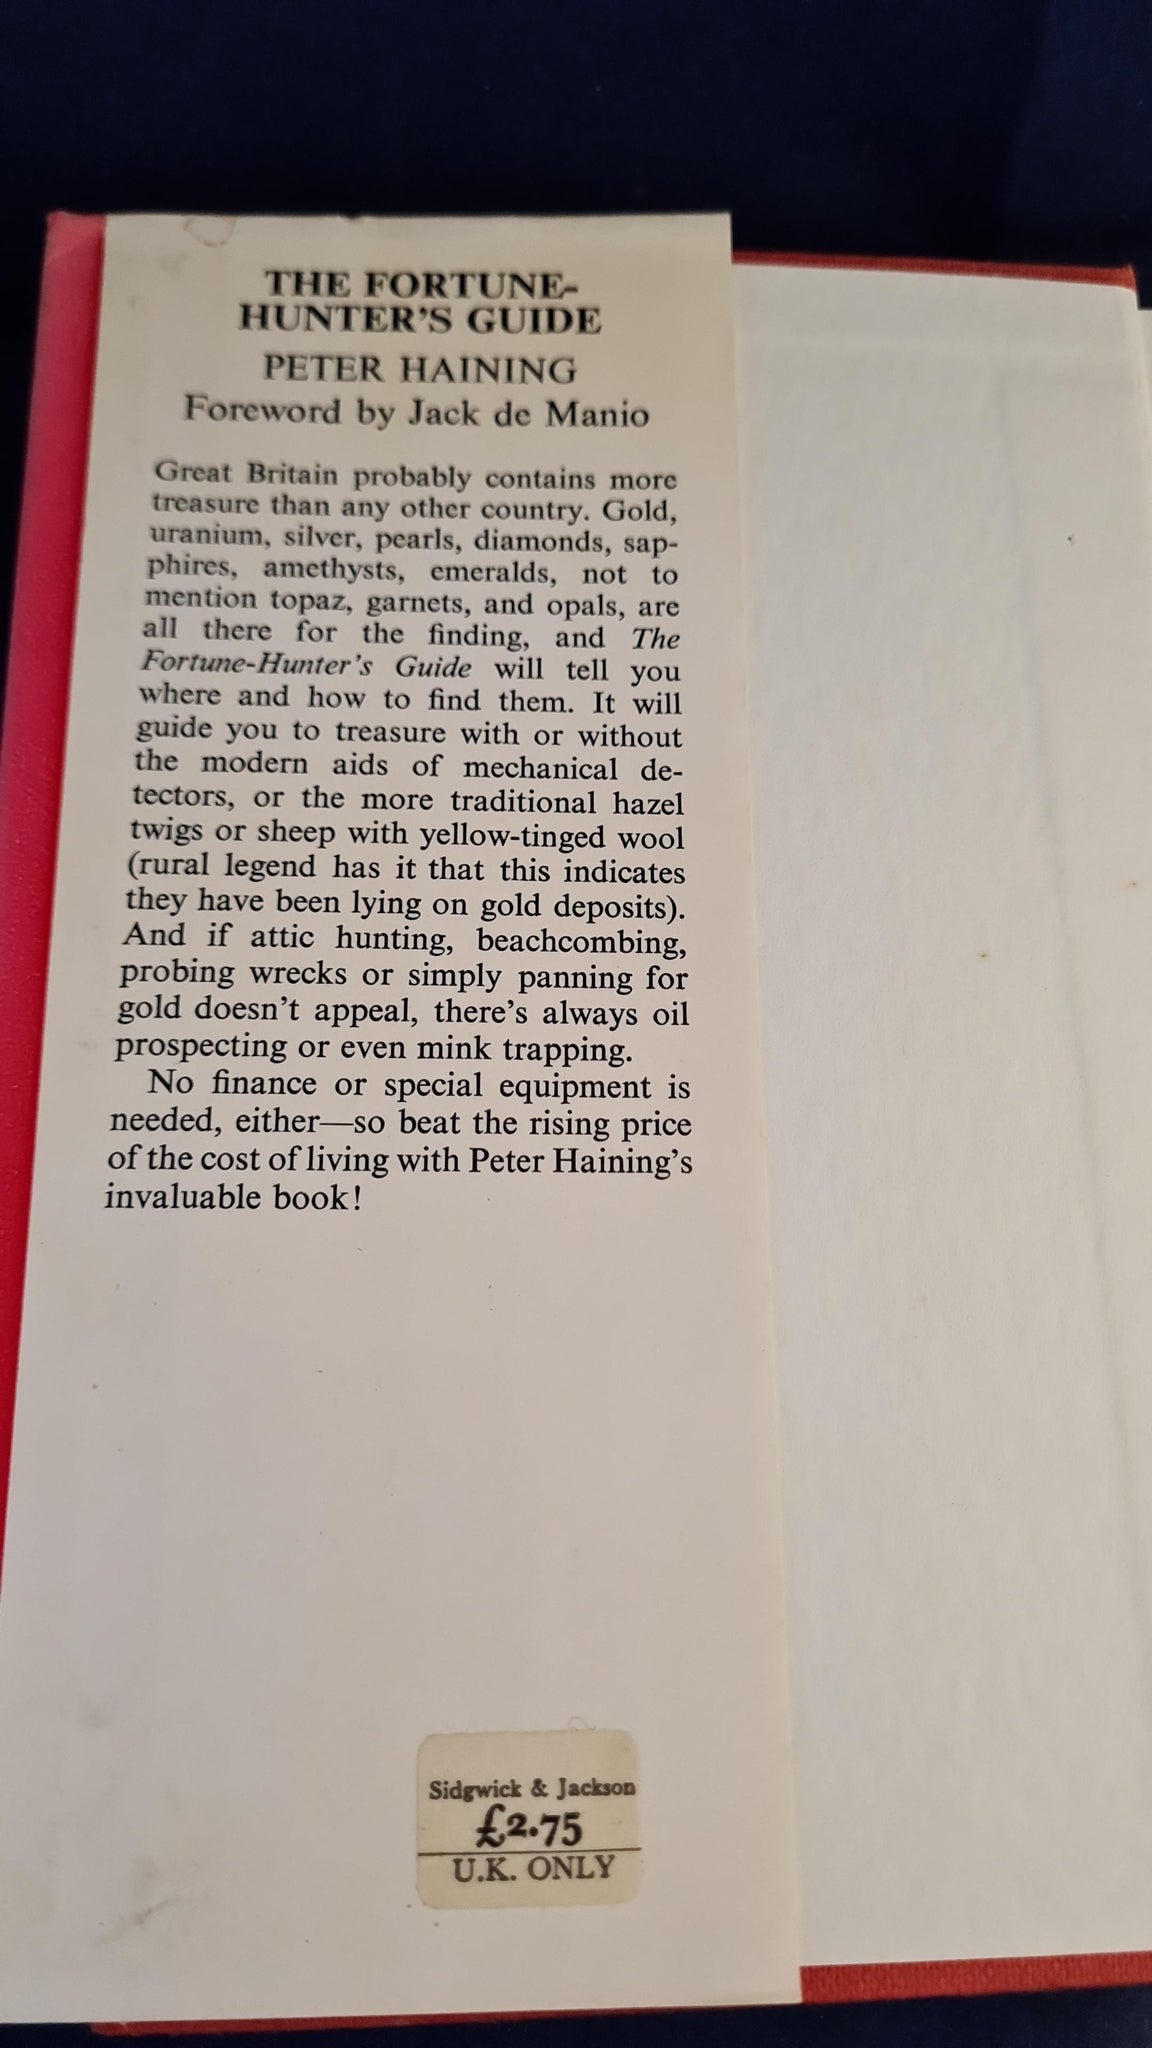 THE FORTUNE-
HUNTER'S GUIDE
PETER HAINING
Foreword by Jack de Manio
Great Britain probably contains more
treasure than any other country. Gold,
uranium, silver, pearls, diamonds, sap-
phires, amethysts, emeralds, not to
mention topaz, garnets, and opals, are
all there for the finding, and The
Fortune-Hunter's Guide will tell you
where and how to find them. It will
guide you to treasure with or without
the modern aids of mechanical de-
tectors, or the more traditional hazel
twigs or sheep with yellow-tinged wool
(rural legend has it that this indicates
they have been lying on gold deposits).
And if attic hunting, beachcombing,
probing wrecks or simply panning for
gold doesn't appeal, there's always oil
prospecting or even mink trapping.
No finance or special equipment is
needed, either—so beat the rising price
of the cost of living with Peter Haining's
invaluable book!
Sidgwick & Jackson
£2.75
U.K. ONLY